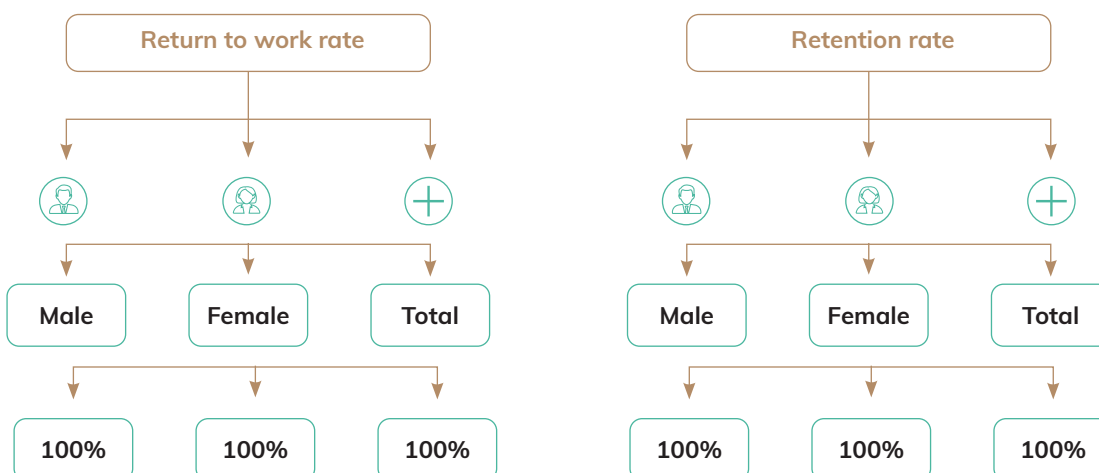 Return to work rate
Male Female Total
100% 100% 100%
Retention rate
Male Female Total
100% 100% 100%